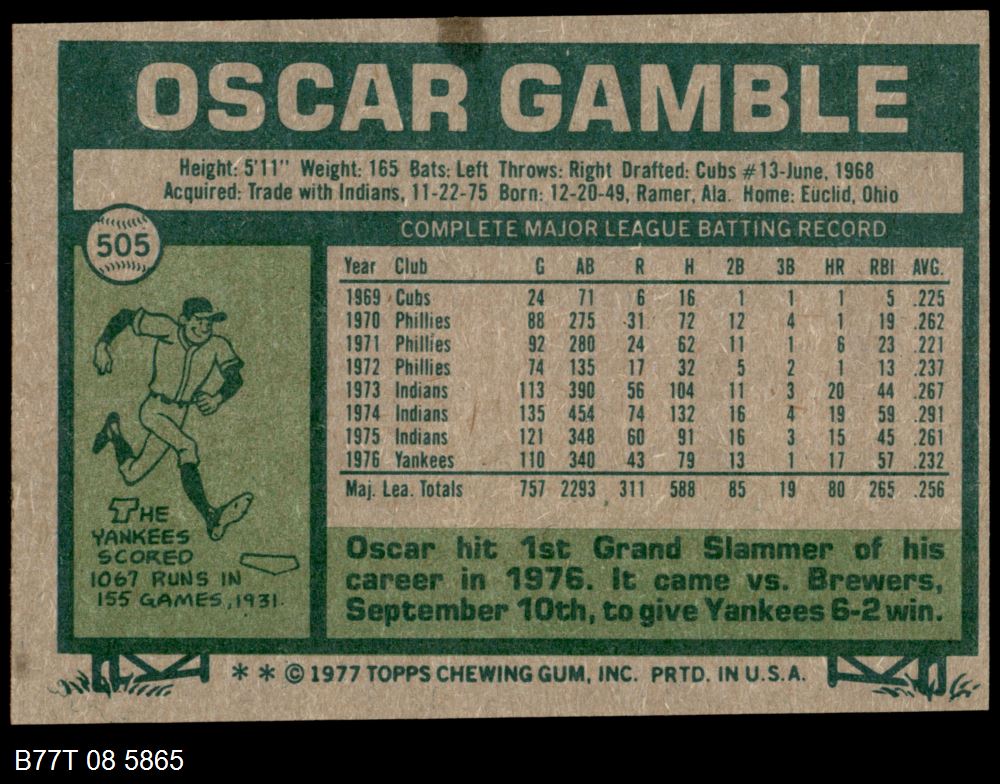 OSCAR GAMBLE
Height: 5'11" Weight: 165 Bats: Left Throws: Right Drafted: Cubs #13-June, 1968
Acquired: Trade with Indians, 11-22-75 Born: 12-20-49, Ramer, Ala. Home: Euclid, Ohio
505
COMPLETE MAJOR LEAGUE BATTING RECORD
Year Club G AB R H 2B 3B HR RBI AVG.
1969 Cubs 24 71 6 16 1 1 1 5 .225
1970 Phillies 88 275 31 72 12 4 1 19 .262
1971 Phillies 92 280 24 62 11 1 6 23 .221
1972 Phillies 74 135 17 32 5 2 1 13 .237
1973 Indians 113 390 56 104 11 3 20 44 .267
1974 Indians 135 454 74 132 16 4 19 59 .291
1975 Indians 121 348 60 91 16 3 15 45 .261
1976 Yankees 110 340 43 79 13 1 17 57 .232
Maj. Lea. Totals 757 2293 311 588 85 19 80 265 .256
THE
YANKEES
SCORED
1067 RUNS IN
155 GAMES, 1931.
Oscar hit 1st Grand Slammer of his
career in 1976. It came vs. Brewers,
September 10th, to give Yankees 6-2 win.
* * © 1977 TOPPS CHEWING GUM, INC. PRTD. IN U.S.A.
B77T 08 5865